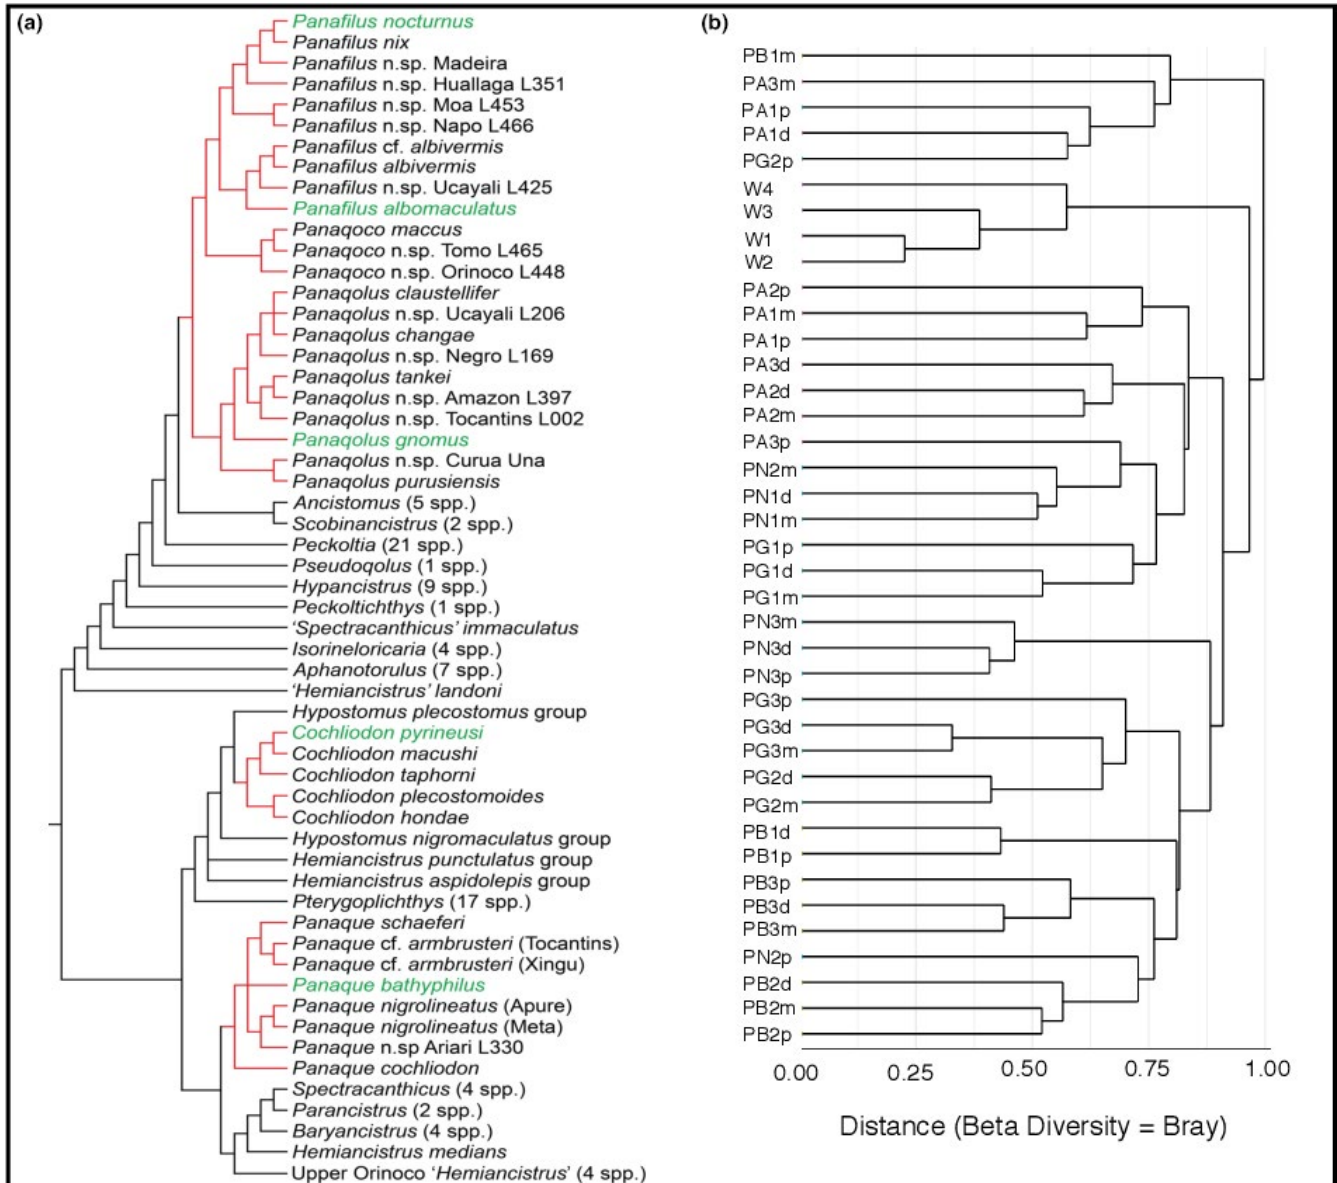 (a)
Panafilus nocturnus
Panafilus nix
Panafilus n.sp. Madeira
Panafilus n.sp. Huallaga L351
Panafilus n.sp. Moa L453
Panafilus n.sp. Napo L466
Panafilus cf. albivermis
Panafilus albivermis
Panafilus n.sp. Ucayali L425
Panafilus albomaculatus
Panaqoco maccus
Panaqoco n.sp. Tomo L465
Panaqoco n.sp. Orinoco L448
Panaqolus claustellifer
Panaqolus n.sp. Ucayali L206
Panaqolus changae
Panaqolus n.sp. Negro L169
Panaqolus tankei
Panaqolus n.sp. Amazon L397
Panaqolus n.sp. Tocantins L002
Panaqolus gnomus
Panaqolus n.sp. Curua Una
Panaqolus purusiensis
Ancistomus (5 spp.)
Scobinancistrus (2 spp.)
Peckoltia (21 spp.)
Pseudoqolus (1 spp.)
Hypancistrus (9 spp.)
Peckoltichthys (1 spp.)
'Spectracanthicus' immaculatus
Isorineloricaria (4 spp.)
Aphanotorulus (7 spp.)
'Hemiancistrus' landoni
Hypostomus plecostomus group
Cochliodon pyrineusi
Cochliodon macushi
Cochliodon taphorni
Cochliodon plecostomoides
Cochliodon hondae
Hypostomus nigromaculatus group
Hemiancistrus punctulatus group
Hemiancistrus aspidolepis group
Pterygoplichthys (17 spp.)
Panaque schaeferi
Panaque cf. armbrusteri (Tocantins)
Panaque cf. armbrusteri (Xingu)
Panaque bathyphilus
Panaque nigrolineatus (Apure)
Panaque nigrolineatus (Meta)
Panaque n.sp Ariari L330
Panaque cochliodon
Spectracanthicus (4 spp.)
Parancistrus (2 spp.)
Baryancistrus (4 spp.)
Hemiancistrus medians
Upper Orinoco 'Hemiancistrus' (4 spp.)
(b)
PB1m
PA3m
PA1p
PA1d
PG2p
W4
W3
W1
W2
PA2p
PA1m
PA1p
PA3d
PA2d
PA2m
PA3p
PN2m
PN1d
PN1m
PG1p
PG1d
PG1m
PN3m
PN3d
PN3p
PG3p
PG3d
PG3m
PG2d
PG2m
PB1d
PB1p
PB3p
PB3d
PB3m
PN2p
PB2d
PB2m
PB2p
0.00 0.25 0.50 0.75 1.00
Distance (Beta Diversity = Bray)